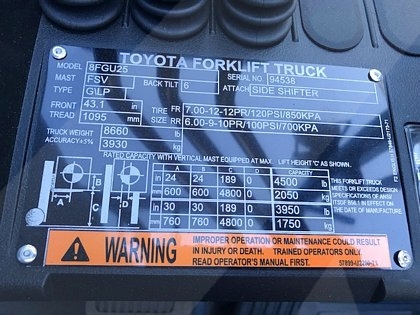 TOYOTA FORKLIFT TRUCK
MODEL 8FGU25 SERIAL NO. 94538
MAST FSV BACK TILT 6 ATTACH SIDE SHIFTER
TYPE G/LP
FRONT TREAD 43.1 in TIRE SIZE FR 7.00-12-12PR/120PSI/850KPA
1095 mm RR 6.00-9-10PR/100PSI/700KPA
TRUCK WEIGHT 8660 lb
ACCURACY±5% 3930 kg
RATED CAPACITY WITH VERTICAL MAST EQUIPPED AT MAX. LIFT HEIGHT "C" AS SHOWN.
A B C D CAPACITY
in 24 24 189 0 4500 lb
mm 600 600 4800 0 2050 kg
in 30 30 189 0 3950 lb
mm 760 760 4800 0 1750 kg
THIS FORKLIFT TRUCK
MEETS OR EXCEEDS DESIGN
SPECIFICATIONS OF ANSI/
ITSDF B56.1 ON THE DATE
OF MANUFACTURE
A B C D
WARNING
IMPROPER OPERATION OR MAINTENANCE COULD RESULT
IN INJURY OR DEATH. TRAINED OPERATORS ONLY.
READ OPERATOR'S MANUAL FIRST.